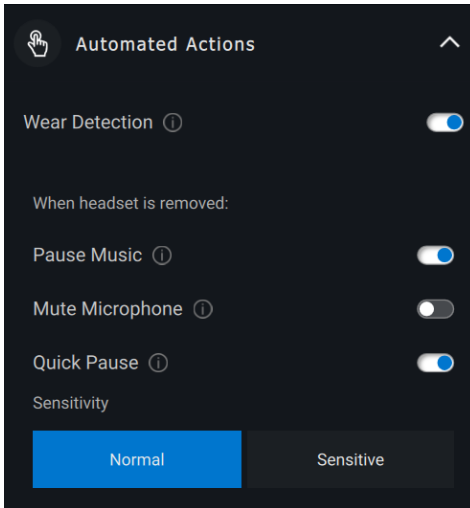 Automated Actions
Wear Detection
When headset is removed:
Pause Music
Mute Microphone
Quick Pause
Sensitivity
Normal Sensitive